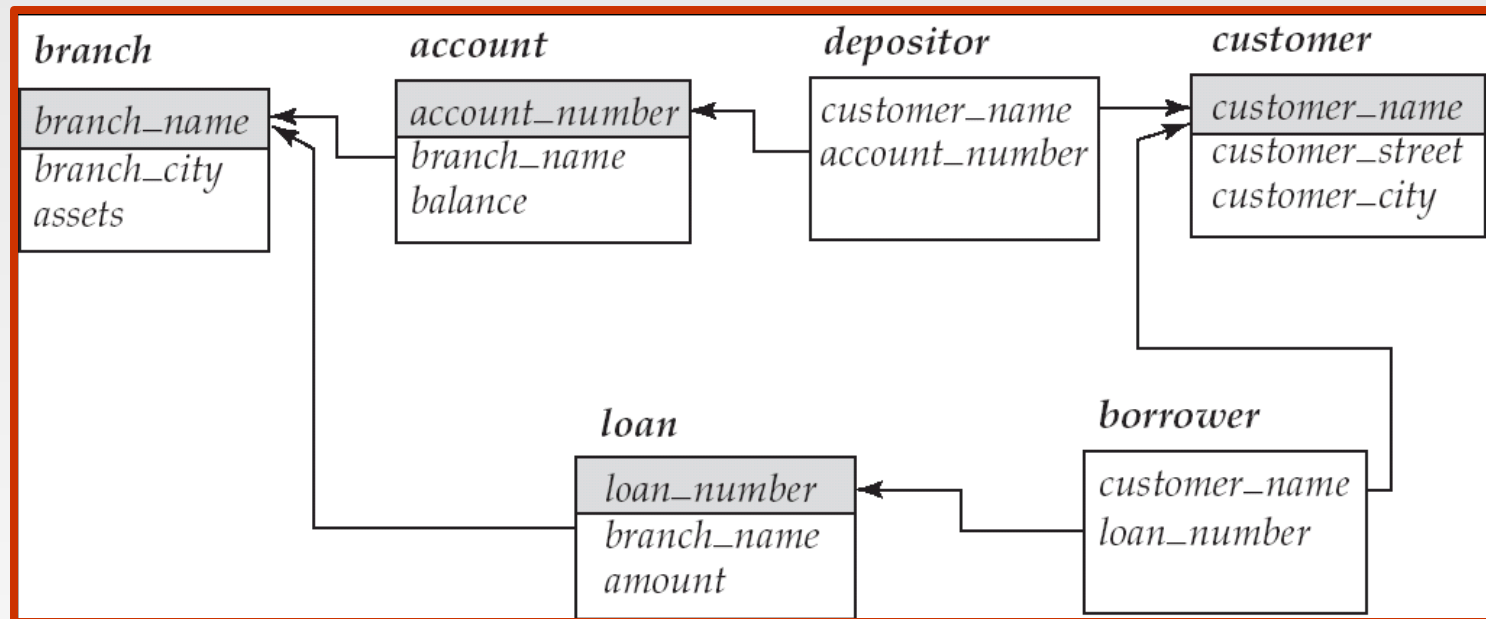 branch
branch_name
branch_city
assets
account
account_number
branch_name
balance
depositor
customer_name
account_number
customer
customer_name
customer_street
customer_city
loan
loan_number
branch_name
amount
borrower
customer_name
loan_number